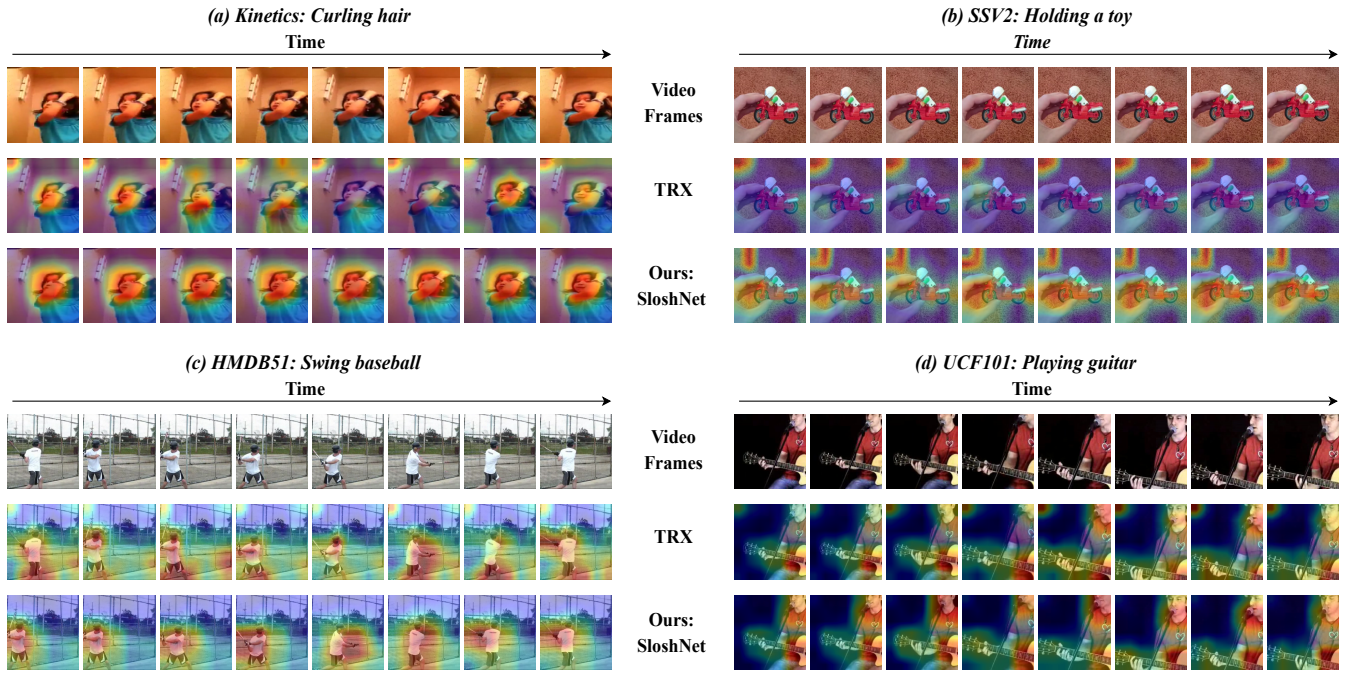 (a) Kinetics: Curling hair
Time
(b) SSV2: Holding a toy
Time
Video
Frames
TRX
Ours:
SloshNet
(c) HMDB51: Swing baseball
Time
(d) UCF101: Playing guitar
Time
Video
Frames
TRX
Ours:
SloshNet